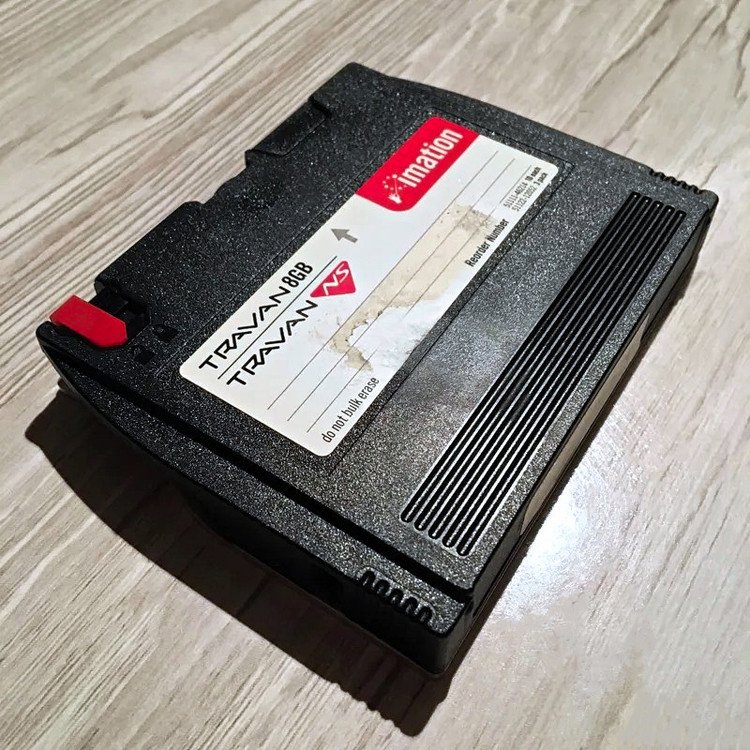 imation
TRAVAN 8GB
TRAVAN NS
Reorder Number
do not bulk erase